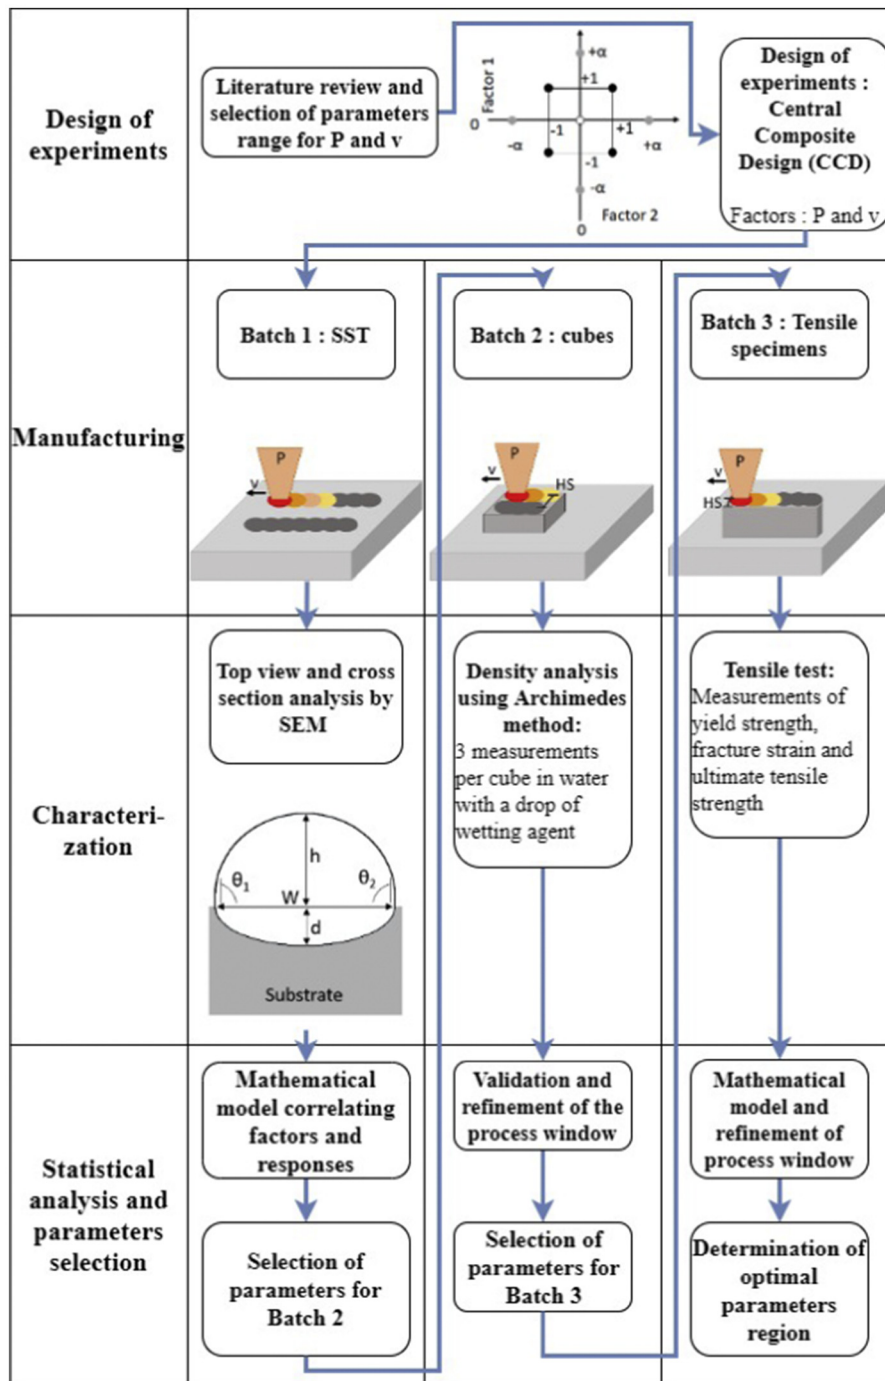 Design of
experiments
Literature review and
selection of parameters
range for P and v
Factor 1
+α
+1
0
-1
+1
-α
+α
-1
-α
Factor 2
0
Design of
experiments :
Central
Composite
Design (CCD)
Factors : P and v
Manufacturing
Batch 1 : SST
P
v
Batch 2 : cubes
P
v
HS
Batch 3 : Tensile
specimens
P
v
HS
Characteri-
zation
Top view and cross
section analysis by
SEM
h
θ1
θ2
W
d
Substrate
Density analysis
using Archimedes
method:
3 measurements
per cube in water
with a drop of
wetting agent
Tensile test:
Measurements of
yield strength,
fracture strain and
ultimate tensile
strength
Statistical
analysis and
parameters
selection
Mathematical
model correlating
factors and
responses
Selection of
parameters for
Batch 2
Validation and
refinement of the
process window
Selection of
parameters for
Batch 3
Mathematical
model and
refinement of
process window
Determination of
optimal
parameters
region